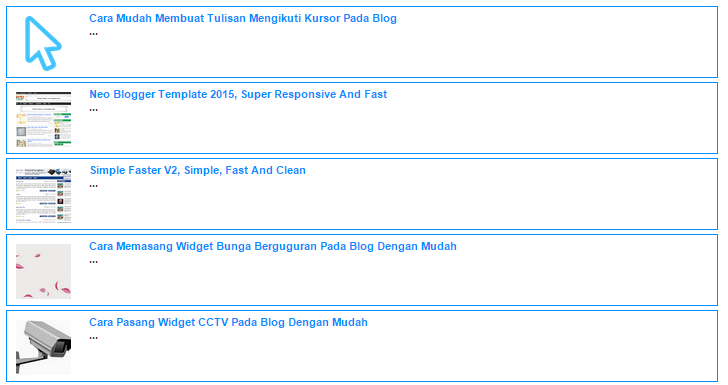 Cara Mudah Membuat Tulisan Mengikuti Kursor Pada Blog
...
Neo Blogger Template 2015, Super Responsive And Fast
...
Simple Faster V2, Simple, Fast And Clean
...
Cara Memasang Widget Bunga Berguguran Pada Blog Dengan Mudah
...
Cara Pasang Widget CCTV Pada Blog Dengan Mudah
...